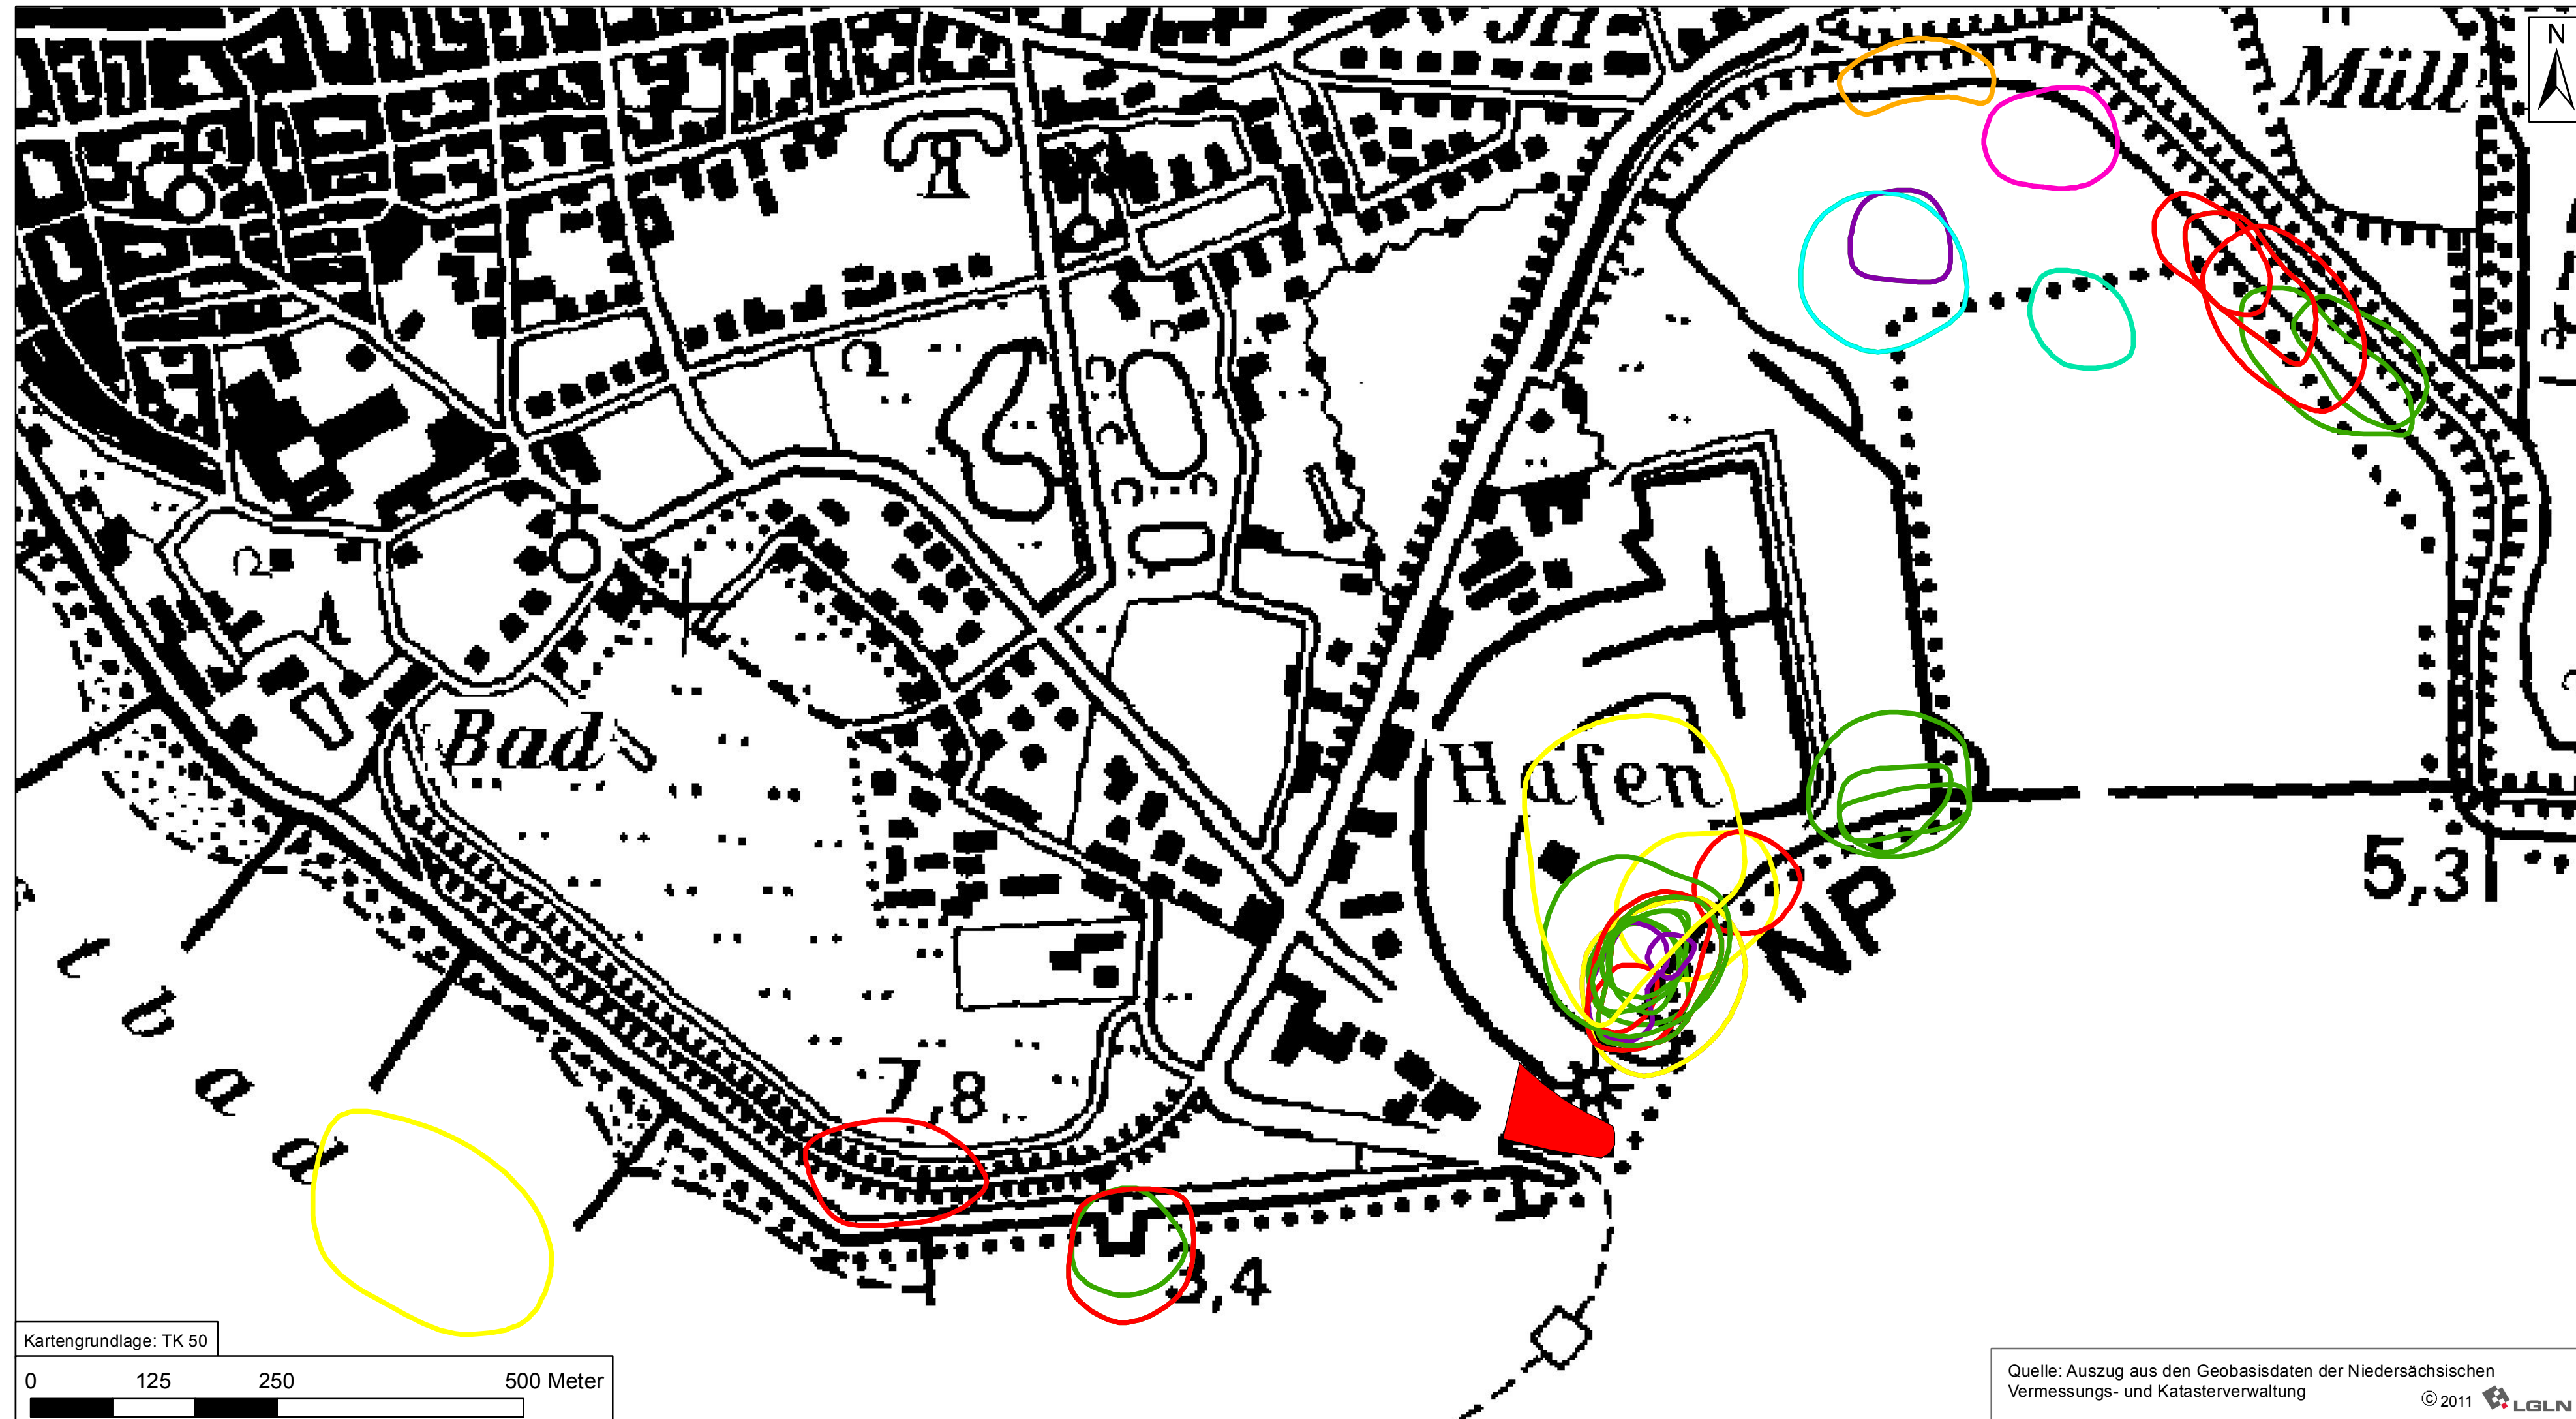 JH
Müll
N
Bad
Hafen
5,3
NP
t b a d
7,8
3,4
Kartengrundlage: TK 50
0 125 250 500 Meter
Quelle: Auszug aus den Geobasisdaten der Niedersächsischen
Vermessungs- und Katasterverwaltung
© 2011 LGLN